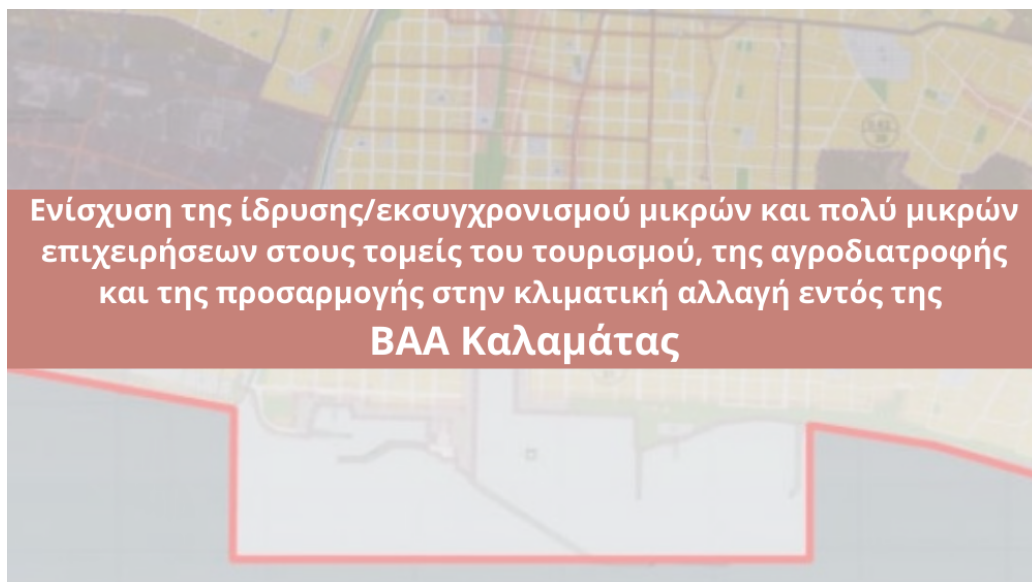 Ενίσχυση της ίδρυσης/εκσυγχρονισμού μικρών και πολύ μικρών
επιχειρήσεων στους τομείς του τουρισμού, της αγροδιατροφής
και της προσαρμογής στην κλιματική αλλαγή εντός της
ΒΑΑ Καλαμάτας